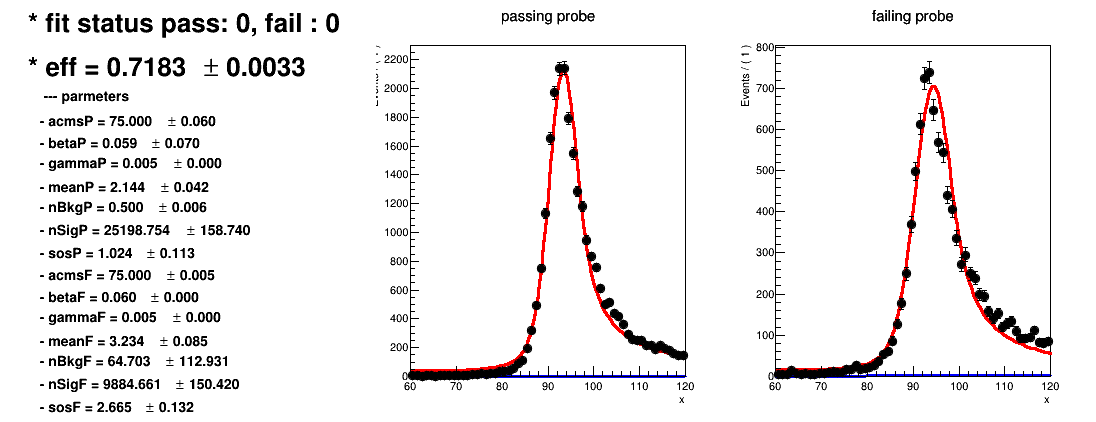 * fit status pass: 0, fail : 0
* eff = 0.7183 ± 0.0033
--- parmeters
- acmsP = 75.000 ± 0.060
- betaP = 0.059 ± 0.070
- gammaP = 0.005 ± 0.000
- meanP = 2.144 ± 0.042
- nBkgP = 0.500 ± 0.006
- nSigP = 25198.754 ± 158.740
- sosP = 1.024 ± 0.113
- acmsF = 75.000 ± 0.005
- betaF = 0.060 ± 0.000
- gammaF = 0.005 ± 0.000
- meanF = 3.234 ± 0.085
- nBkgF = 64.703 ± 112.931
- nSigF = 9884.661 ± 150.420
- sosF = 2.665 ± 0.132
passing probe
2200
2000
1800
1600
1400
1200
1000
800
600
400
200
0
60 70 80 90 100 110 120
x
failing probe
Events / ( 1 )
800
700
600
500
400
300
200
100
0
60 70 80 90 100 110 120
x